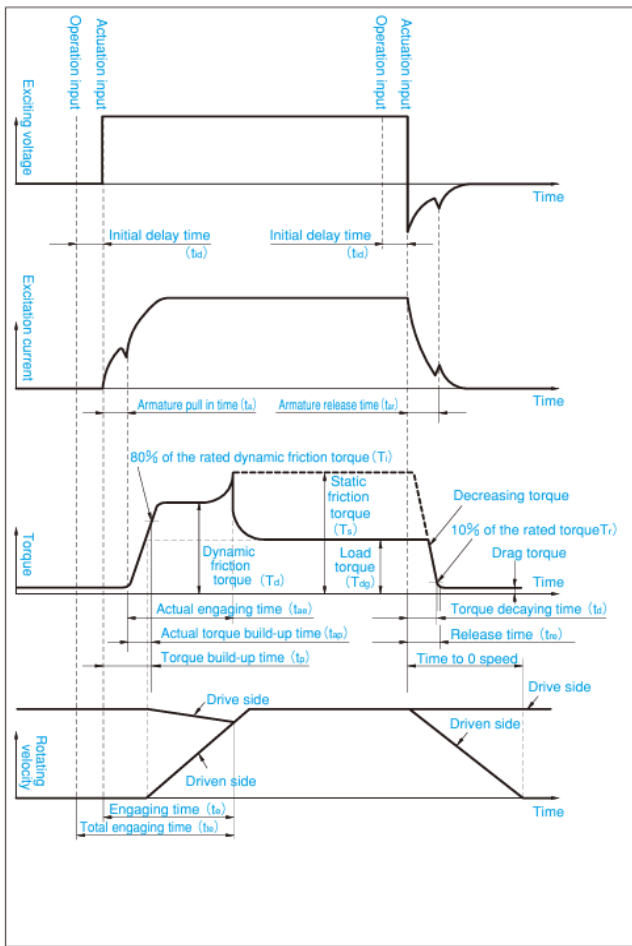 Operation input
Actuation input
Operation input
Actuation input
Exciting voltage
Time
Initial delay time
(tid)
Initial delay time
(tid)
Excitation current
Armature pull in time (ta)
Armature release time (tar)
Time
80% of the rated dynamic friction torque (Ti)
Static
friction
torque
(Ts)
Decreasing torque
10% of the rated torqueTr)
Torque
Dynamic
friction
torque (Td)
Load
torque
(Tdg)
Drag torque
Time
Actual engaging time (tae)
Torque decaying time (td)
Actual torque build-up time (tap)
Release time (tre)
Torque build-up time (tp)
Time to 0 speed
Drive side
Drive side
Rotating
velocity
Driven side
Driven side
Time
Engaging time (te)
Total engaging time (tte)